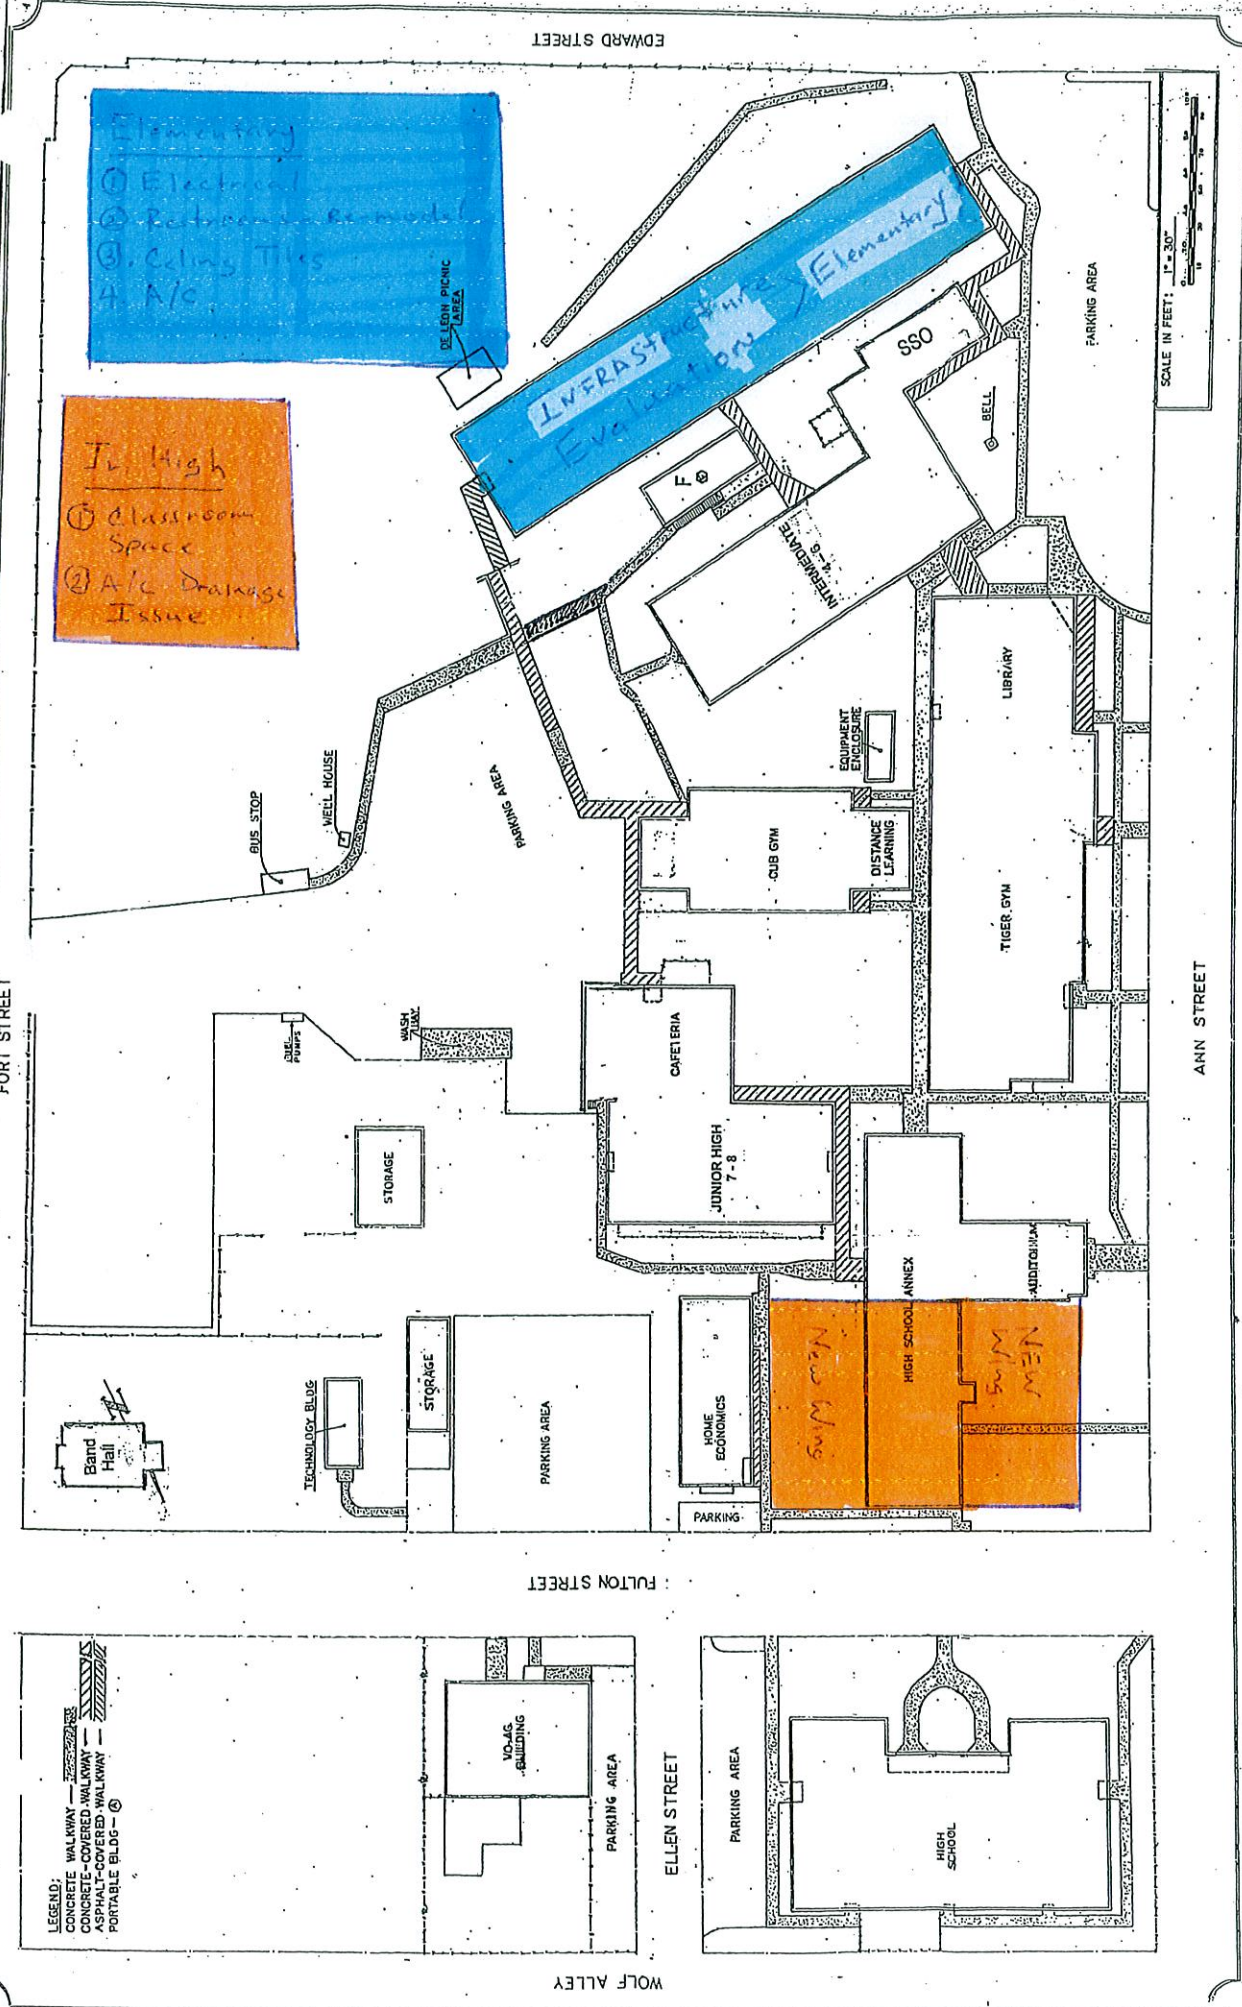 EDWARD STREET
Elementary
① Electrical
② Restrooms - Remodel
③. Celing Tiles
4. A/C
DE LEON PICNIC
AREA
Jr. High
① Classroom
Space
② A/C Drainage
Issue
INFRAStructure
Evaluation
Elementary
SSO
F
BELL
PARKING AREA
SCALE IN FEET: 1" = 30"
INTERMEDIATE
4-6
FORT STREET
BUS STOP
WELL HOUSE
PARKING AREA
EQUIPMENT
ENCLOSURE
LIBRARY
CUB GYM
DISTANCE
LEARNING
TIGER GYM
ANN STREET
FUEL
PUMPS
WASH
BAY
CAFETERIA
STORAGE
JUNIOR HIGH
7-8
HIGH SCHOOL ANNEX
AUDITORIUM
Band
Hall
TECHNOLOGY BLDG
STORAGE
PARKING AREA
HOME
ECONOMICS
PARKING
New Wing
NEW
Wing
FULTON STREET
LEGEND:
CONCRETE WALKWAY
CONCRETE-COVERED WALKWAY
ASPHALT-COVERED WALKWAY
PORTABLE BLDG - Ⓐ
VO-AG
BUILDING
PARKING AREA
ELLEN STREET
PARKING AREA
HIGH
SCHOOL
WOLF ALLEY